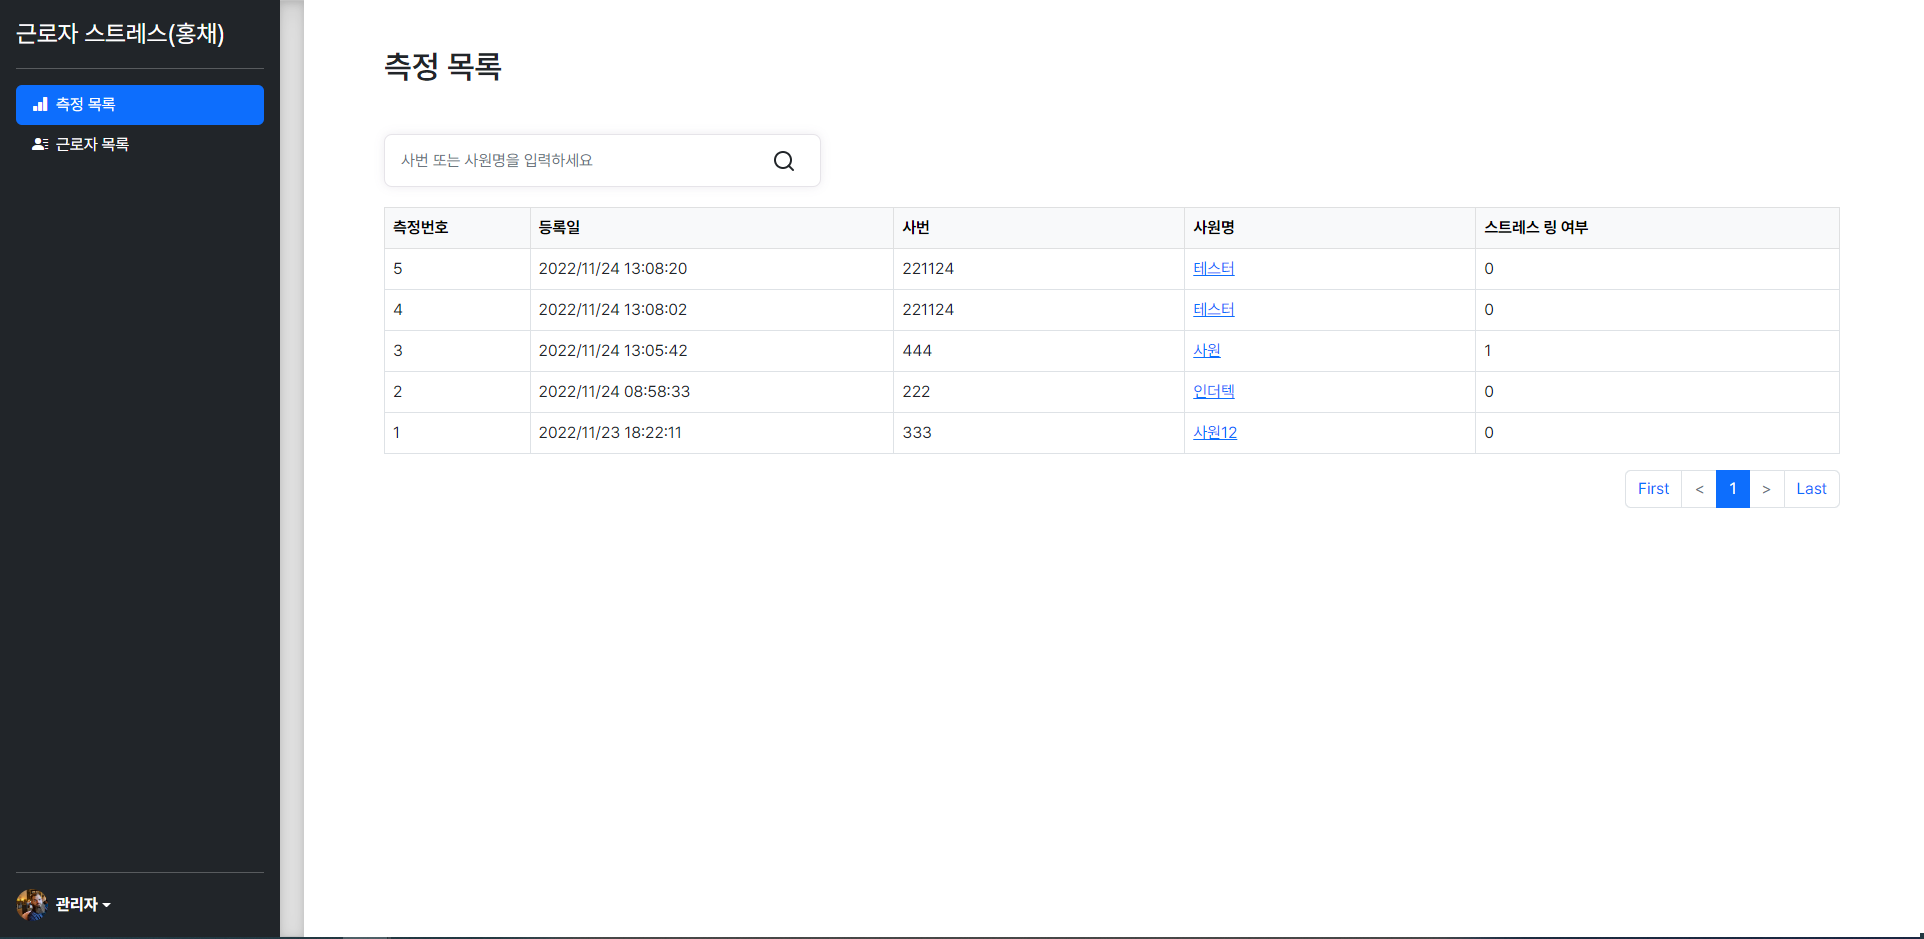 근로자 스트레스(홍채)
측정 목록
근로자 목록
관리자
측정 목록
사번 또는 사원명을 입력하세요
측정번호 등록일 사번 사원명 스트레스 링 여부
5 2022/11/24 13:08:20 221124 테스터 0
4 2022/11/24 13:08:02 221124 테스터 0
3 2022/11/24 13:05:42 444 사원 1
2 2022/11/24 08:58:33 222 인더텍 0
1 2022/11/23 18:22:11 333 사원12 0
First < 1 > Last